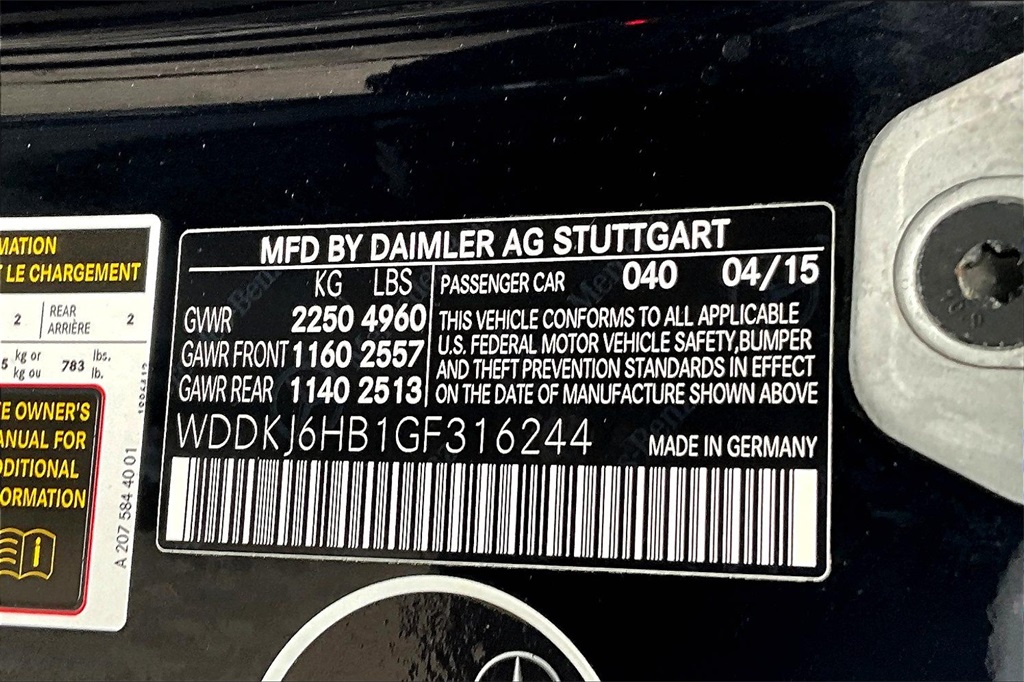 MATION
T LE CHARGEMENT
2 REAR ARRIÈRE 2
5 kg or kg ou 783 lbs. lb.
E OWNER'S
ANUAL FOR
DDITIONAL
FORMATION
i
A 207 584 40 01
MFD BY DAIMLER AG STUTTGART
KG LBS
GVWR 2250 4960
GAWR FRONT 1160 2557
GAWR REAR 1140 2513
PASSENGER CAR 040 04/15
THIS VEHICLE CONFORMS TO ALL APPLICABLE
U.S. FEDERAL MOTOR VEHICLE SAFETY,BUMPER
AND THEFT PREVENTION STANDARDS IN EFFECT
ON THE DATE OF MANUFACTURE SHOWN ABOVE
WDDKJ6HB1GF316244
MADE IN GERMANY